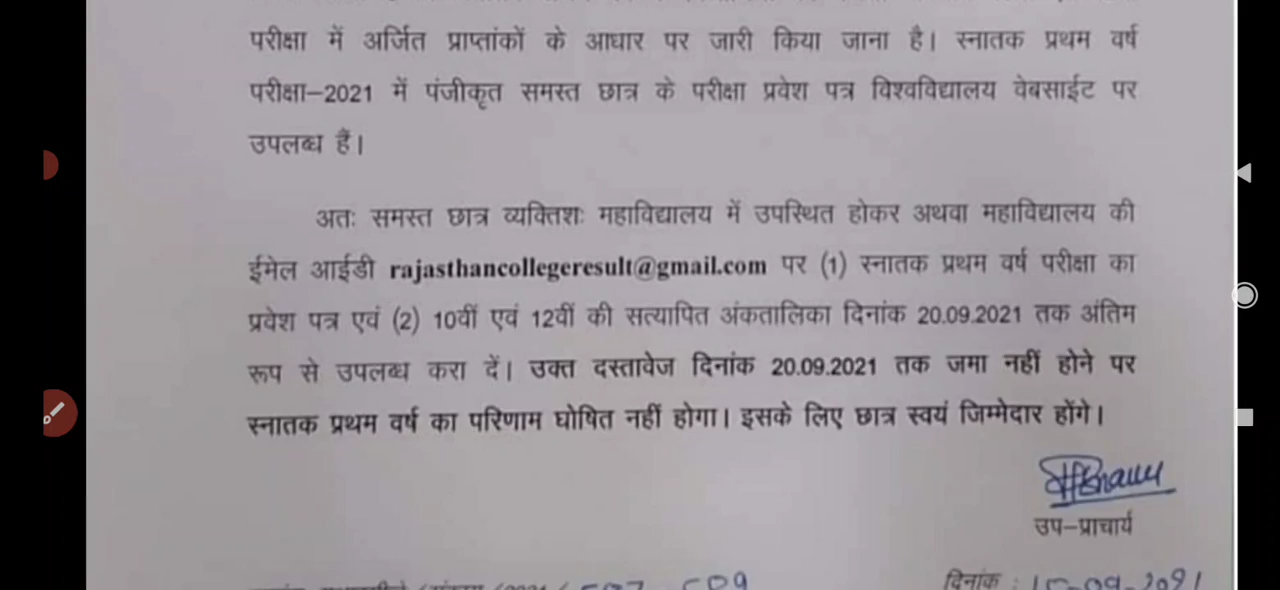 परीक्षा में अर्जित प्राप्तांकों के आधार पर जारी किया जाना है। स्नातक प्रथम वर्ष
परीक्षा–2021 में पंजीकृत समस्त छात्र के परीक्षा प्रवेश पत्र विश्वविद्यालय वेबसाईट पर
उपलब्ध हैं।
अतः समस्त छात्र व्यक्तिशः महाविद्यालय में उपस्थित होकर अथवा महाविद्यालय की
ईमेल आईडी rajasthancollegeresult@gmail.com पर (1) स्नातक प्रथम वर्ष परीक्षा का
प्रवेश पत्र एवं (2) 10वीं एवं 12वीं की सत्यापित अंकतालिका दिनांक 20.09.2021 तक अंतिम
रूप से उपलब्ध करा दें। उक्त दस्तावेज दिनांक 20.09.2021 तक जमा नहीं होने पर
स्नातक प्रथम वर्ष का परिणाम घोषित नहीं होगा। इसके लिए छात्र स्वयं जिम्मेदार होंगे।
उप–प्राचार्य
दिनांक :